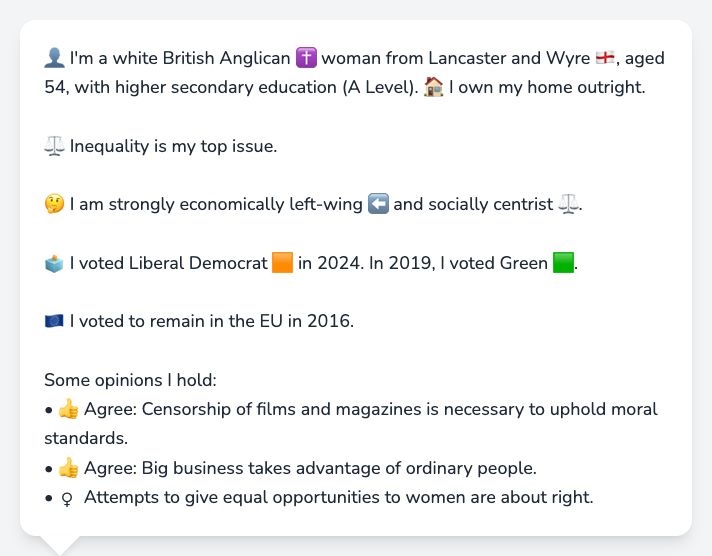 👤 I'm a white British Anglican ✝️ woman from Lancaster and Wyre 🏴󠁧󠁢󠁥󠁮󠁧󠁿, aged
54, with higher secondary education (A Level). 🏠 I own my home outright.
⚖️ Inequality is my top issue.
🤔 I am strongly economically left-wing ⬅️ and socially centrist ⚖️.
🗳️ I voted Liberal Democrat 🟧 in 2024. In 2019, I voted Green 🟩.
🇪🇺 I voted to remain in the EU in 2016.
Some opinions I hold:
• 👍 Agree: Censorship of films and magazines is necessary to uphold moral
standards.
• 👍 Agree: Big business takes advantage of ordinary people.
• ♀ Attempts to give equal opportunities to women are about right.